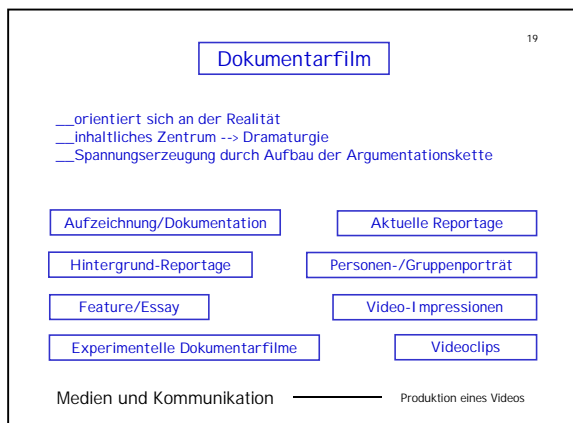 19
Dokumentarfilm
__orientiert sich an der Realität
__inhaltliches Zentrum --> Dramaturgie
__Spannungserzeugung durch Aufbau der Argumentationskette
Aufzeichnung/Dokumentation
Aktuelle Reportage
Hintergrund-Reportage
Personen-/Gruppenporträt
Feature/Essay
Video-Impressionen
Experimentelle Dokumentarfilme
Videoclips
Medien und Kommunikation
Produktion eines Videos